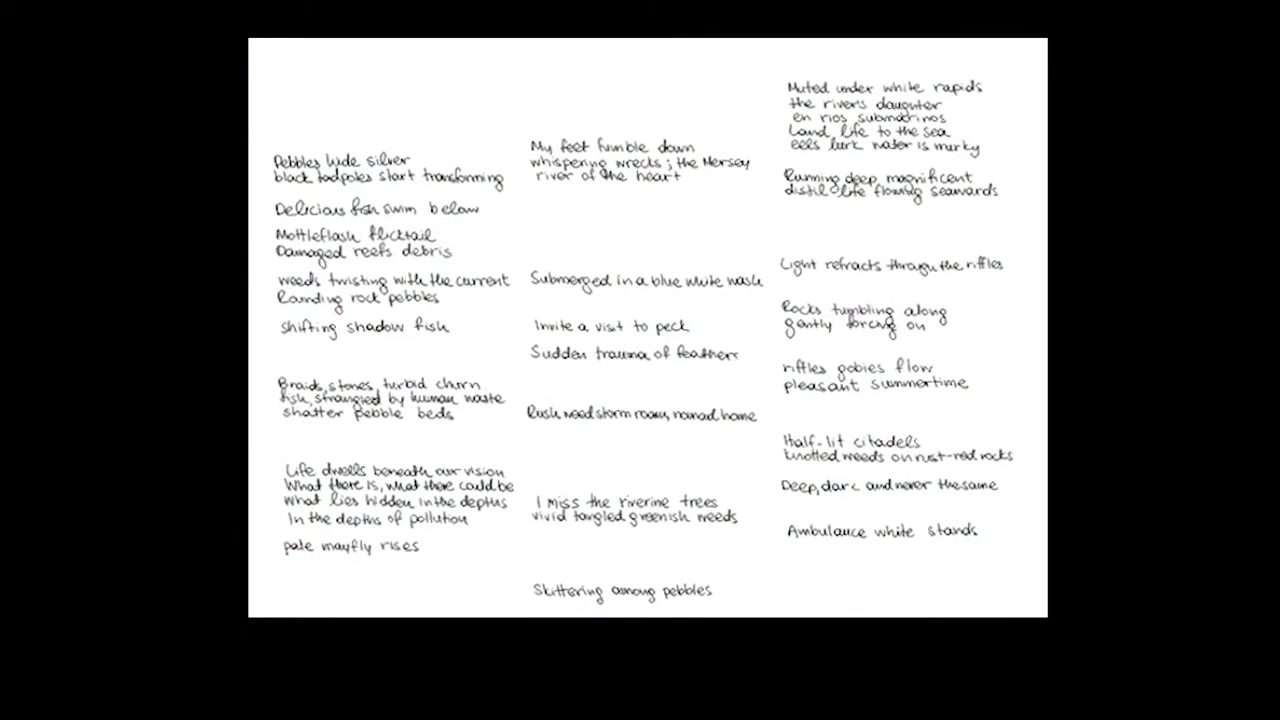 Pebbles hide silver
black tadpoles start transforming
Delicious fish swim below
Mottleflash flicktail
Damaged reefs debris
weeds twisting with the current
Rounding rock pebbles
shifting shadow fish
Braids, stones, turbid churn
fish, strangled by human waste
shatter pebble beds
Life dwells beneath our vision
What there is, what there could be
what lies hidden in the depths
In the depths of pollution
pale mayfly rises
My feet fumble down
whispering wrecks; the Mersey
river of the heart
Submerged in a blue white wash
Invite a visit to peck
Sudden trauma of feathers
Rush weed storm room, nomad home
I miss the riverine trees
vivid tangled greenish weeds
Skittering among pebbles
Muted under white rapids
the rivers daughter
en rios submarinos
Land life to the sea
eels lurk water is murky
Running deep magnificent
distil life flowing seawards
Light refracts through the riffles
Rocks tumbling along
gently forcing on
riffles gobies flow
pleasant summertime
Half-lit citadels
knotted weeds on rust-red rocks
Deep, darc and never the same
Ambulance white stands